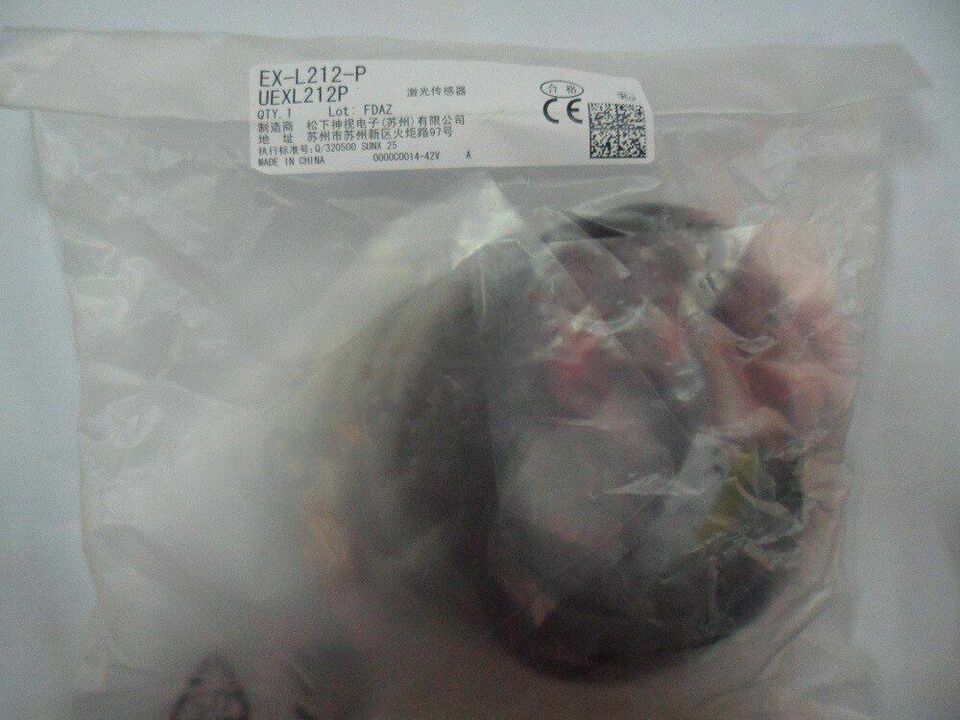 EX-L212-P
UEXL212P 激光传感器
QTY.1 Lot: FDAZ
制造商 松下神视电子(苏州)有限公司
地 址 苏州市苏州新区火炬路97号
执行标准号:Q/320500 SUNX 25
MADE IN CHINA 0000C0014-42V A
合格
CE